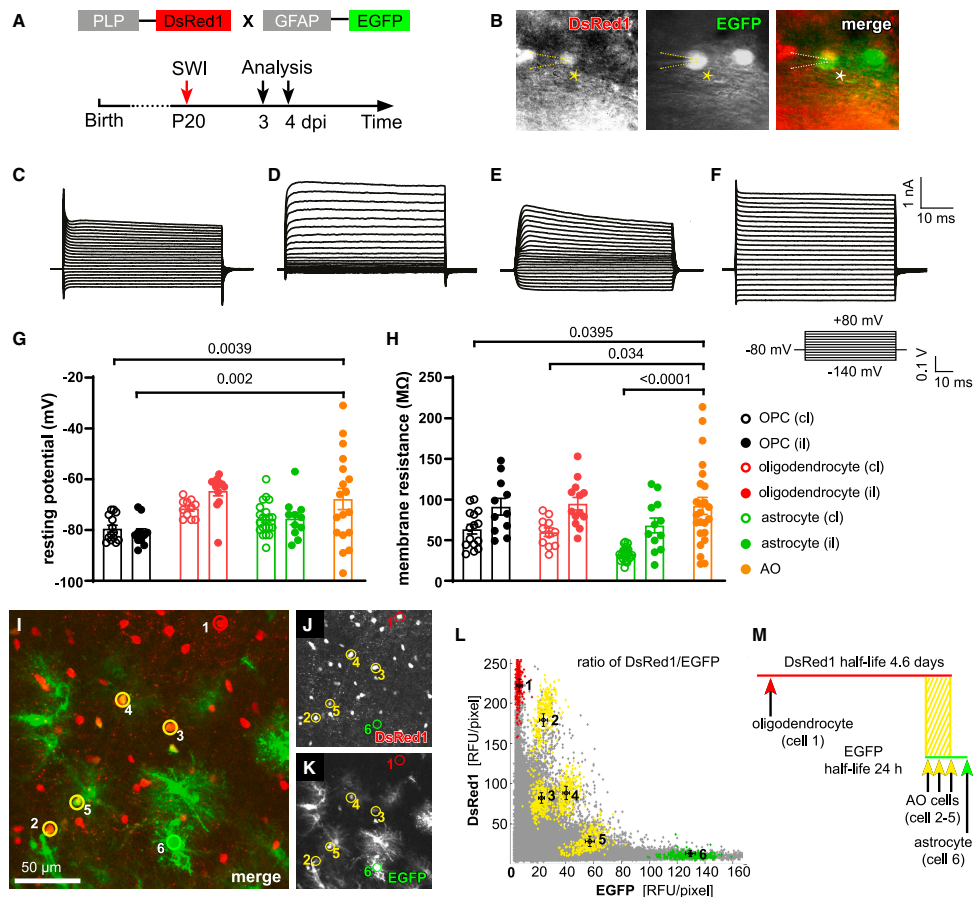 A
PLP DsRed1 X GFAP EGFP
SWI Analysis
Birth P20 3 4 dpi Time
B
DsRed1 EGFP merge
C D E F
1 nA
10 ms
+80 mV
-80 mV
-140 mV
0.1 V
10 ms
G
0.0039
0.002
resting potential (mV)
-20
-40
-60
-80
-100
H
0.0395
0.034
<0.0001
membrane resistance (MΩ)
250
200
150
100
50
0
OPC (cl)
OPC (il)
oligodendrocyte (cl)
oligodendrocyte (il)
astrocyte (cl)
astrocyte (il)
AO
I
1
4
3
5
2
6
50 µm merge
J
1
4
3
5
2
6
DsRed1
K
1
4
3
5
2
6
EGFP
L
ratio of DsRed1/EGFP
DsRed1 [RFU/pixel]
250
200
150
100
50
1
2
3 4
5
6
0 20 40 60 80 100 120 140 160
EGFP [RFU/pixel]
M
DsRed1 half-life 4.6 days
oligodendrocyte
(cell 1)
EGFP
half-life 24 h
AO cells
(cell 2-5)
astrocyte
(cell 6)